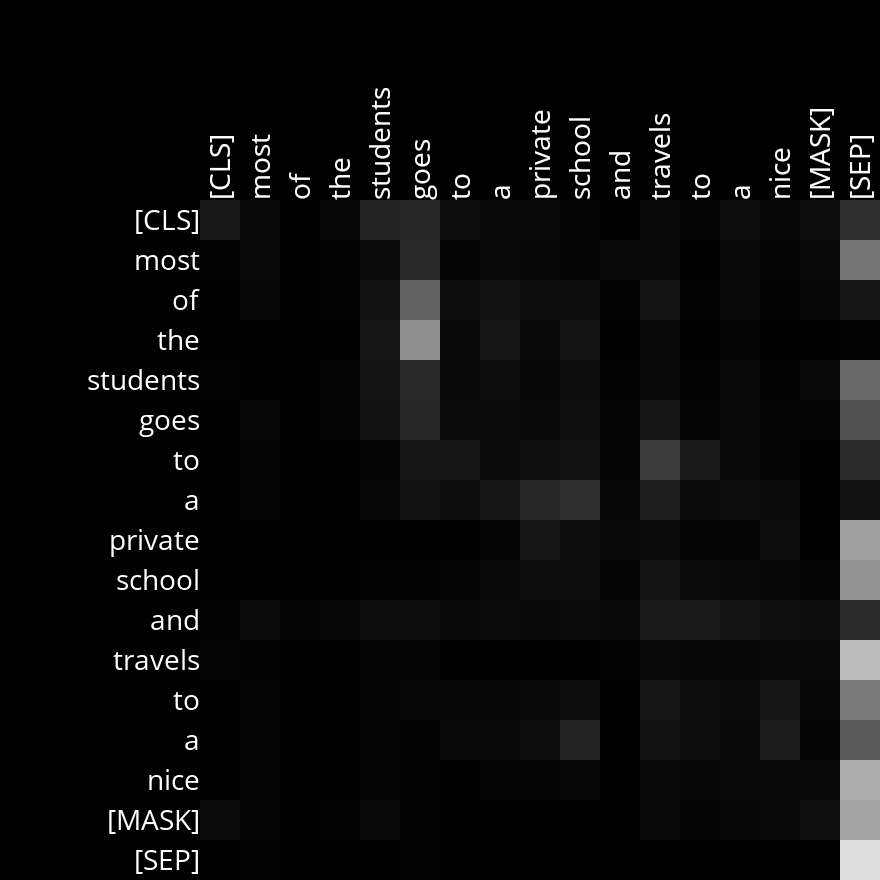 [CLS]
most
of
the
students
goes
to
a
private
school
and
travels
to
a
nice
[MASK]
[SEP]
[CLS]
most
of
the
students
goes
to
a
private
school
and
travels
to
a
nice
[MASK]
[SEP]